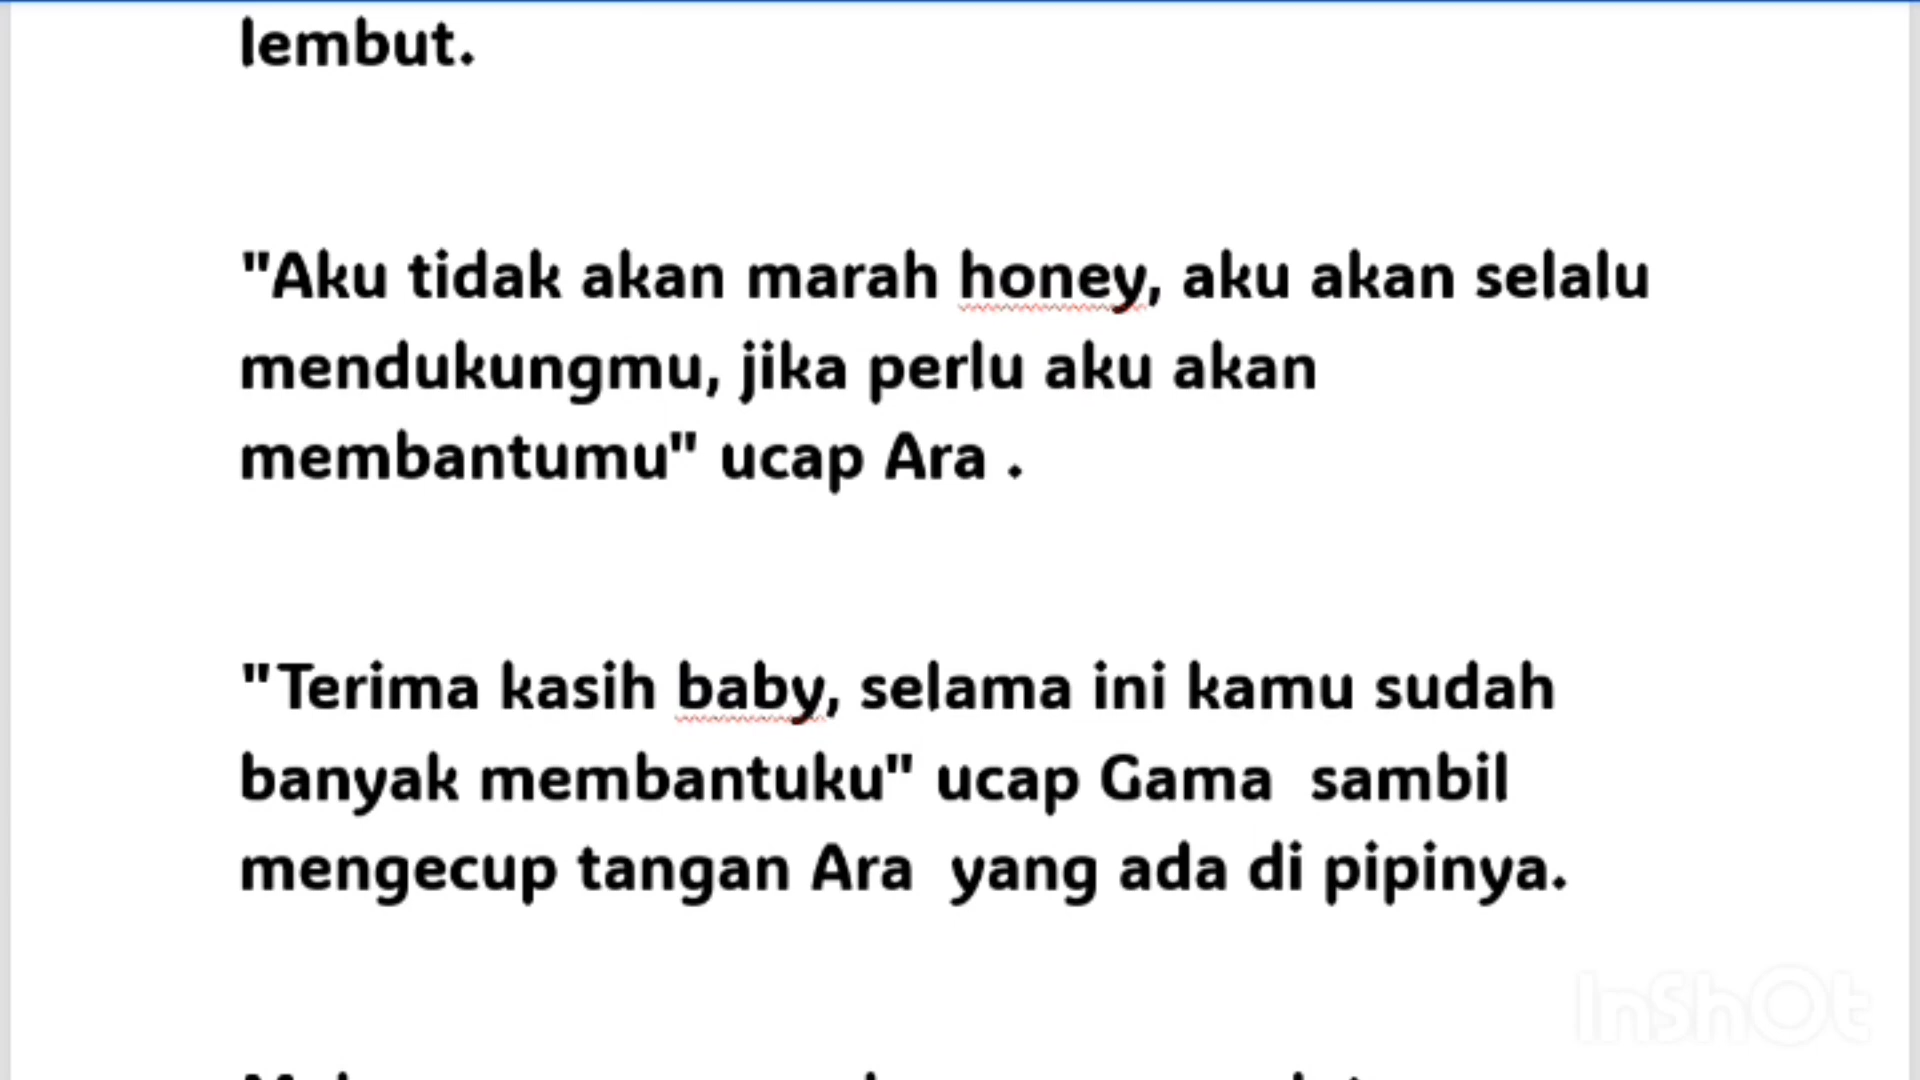 lembut.
"Aku tidak akan marah honey, aku akan selalu
mendukungmu, jika perlu aku akan
membantumu" ucap Ara .
"Terima kasih baby, selama ini kamu sudah
banyak membantuku" ucap Gama  sambil
mengecup tangan Ara  yang ada di pipinya.
InShOt